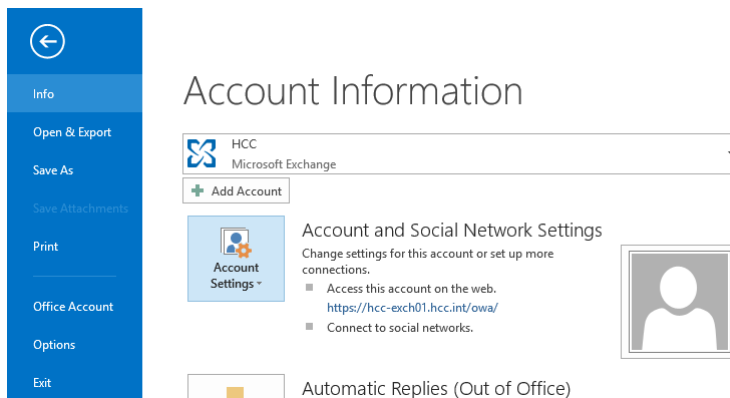 Info
Open & Export
Save As
Save Attachments
Print
Office Account
Options
Exit
Account Information
HCC
Microsoft Exchange
Add Account
Account
Settings
Account and Social Network Settings
Change settings for this account or set up more
connections.
Access this account on the web.
https://hcc-exch01.hcc.int/owa/
Connect to social networks.
Automatic Replies (Out of Office)